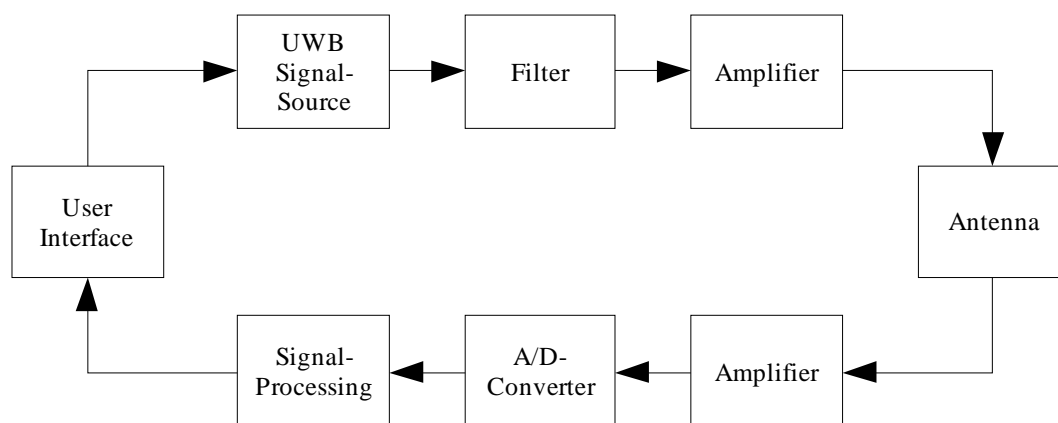 UWB
Signal-
Source
Filter
Amplifier
User
Interface
Antenna
Signal-
Processing
A/D-
Converter
Amplifier